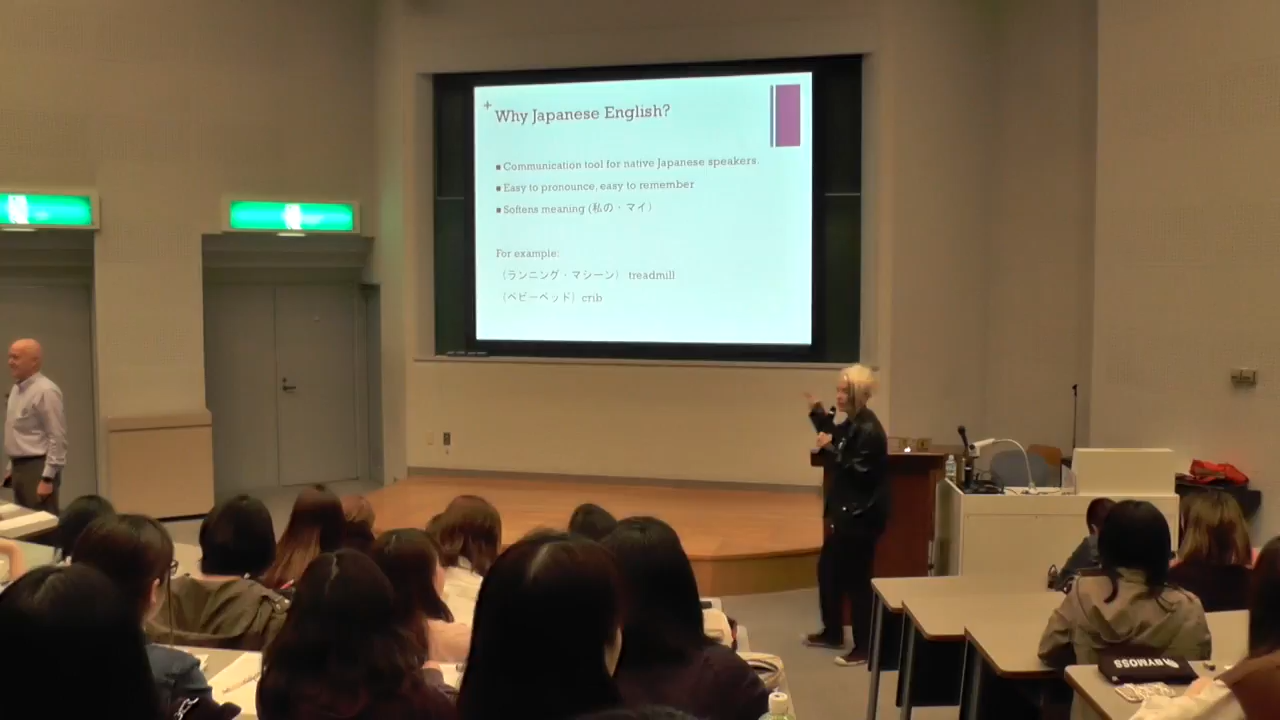 +
Why Japanese English?
■ Communication tool for native Japanese speakers.
■ Easy to pronounce, easy to remember
■ Softens meaning (私の・マイ)
For example:
（ランニング・マシーン） treadmill
（ベビーベッド）crib
BYMOSS